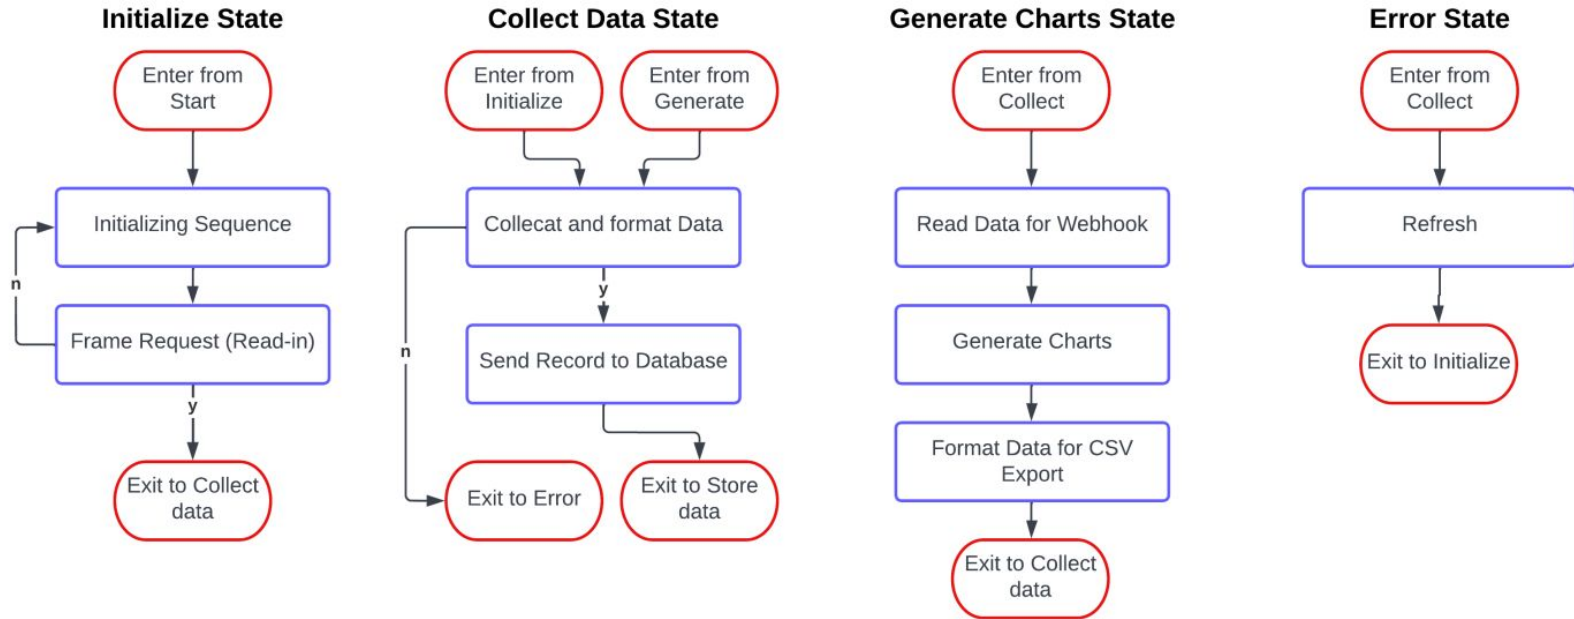 Initialize State
Enter from
Start
Initializing Sequence
n
Frame Request (Read-in)
y
Exit to Collect
data
Collect Data State
Enter from
Initialize
Enter from
Generate
Collecat and format Data
y
n
Send Record to Database
Exit to Error
Exit to Store
data
Generate Charts State
Enter from
Collect
Read Data for Webhook
Generate Charts
Format Data for CSV
Export
Exit to Collect
data
Error State
Enter from
Collect
Refresh
Exit to Initialize